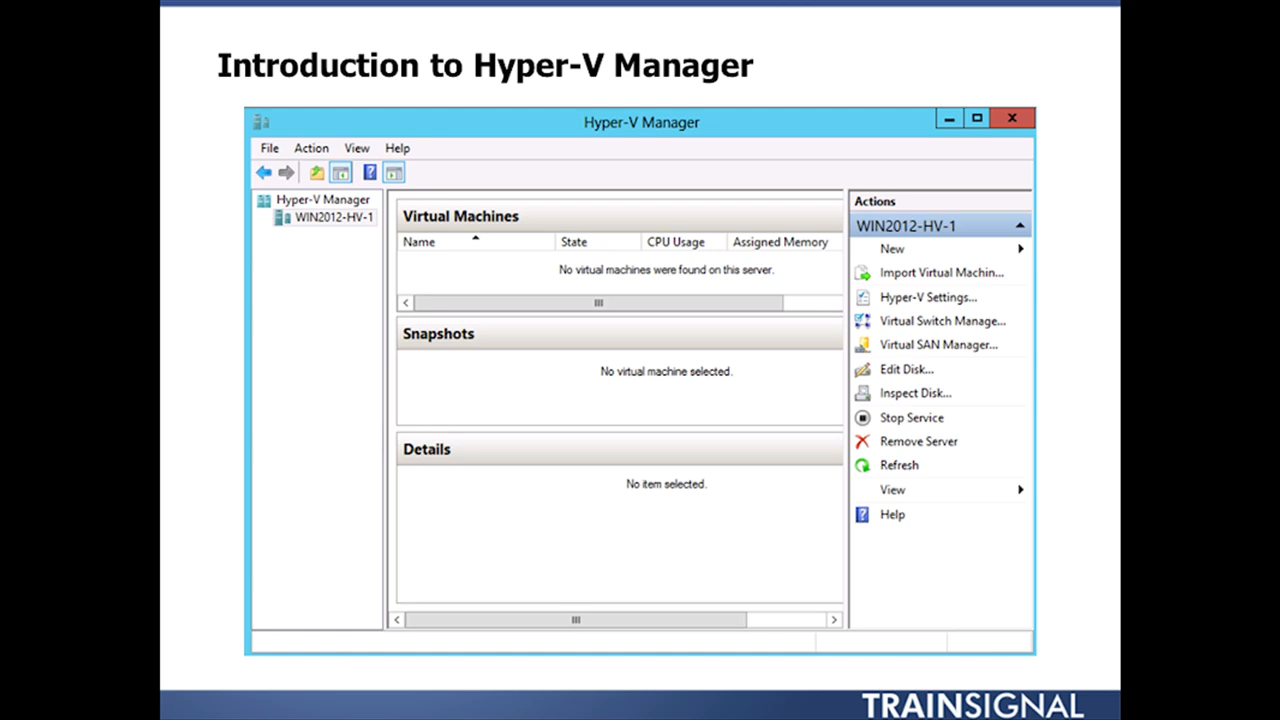 Introduction to Hyper-V Manager
Hyper-V Manager
File Action View Help
Hyper-V Manager
WIN2012-HV-1
Virtual Machines
Name State CPU Usage Assigned Memory
No virtual machines were found on this server.
Snapshots
No virtual machine selected.
Details
No item selected.
Actions
WIN2012-HV-1
New
Import Virtual Machin...
Hyper-V Settings...
Virtual Switch Manage...
Virtual SAN Manager...
Edit Disk...
Inspect Disk...
Stop Service
Remove Server
Refresh
View
Help
TRAINSIGNAL